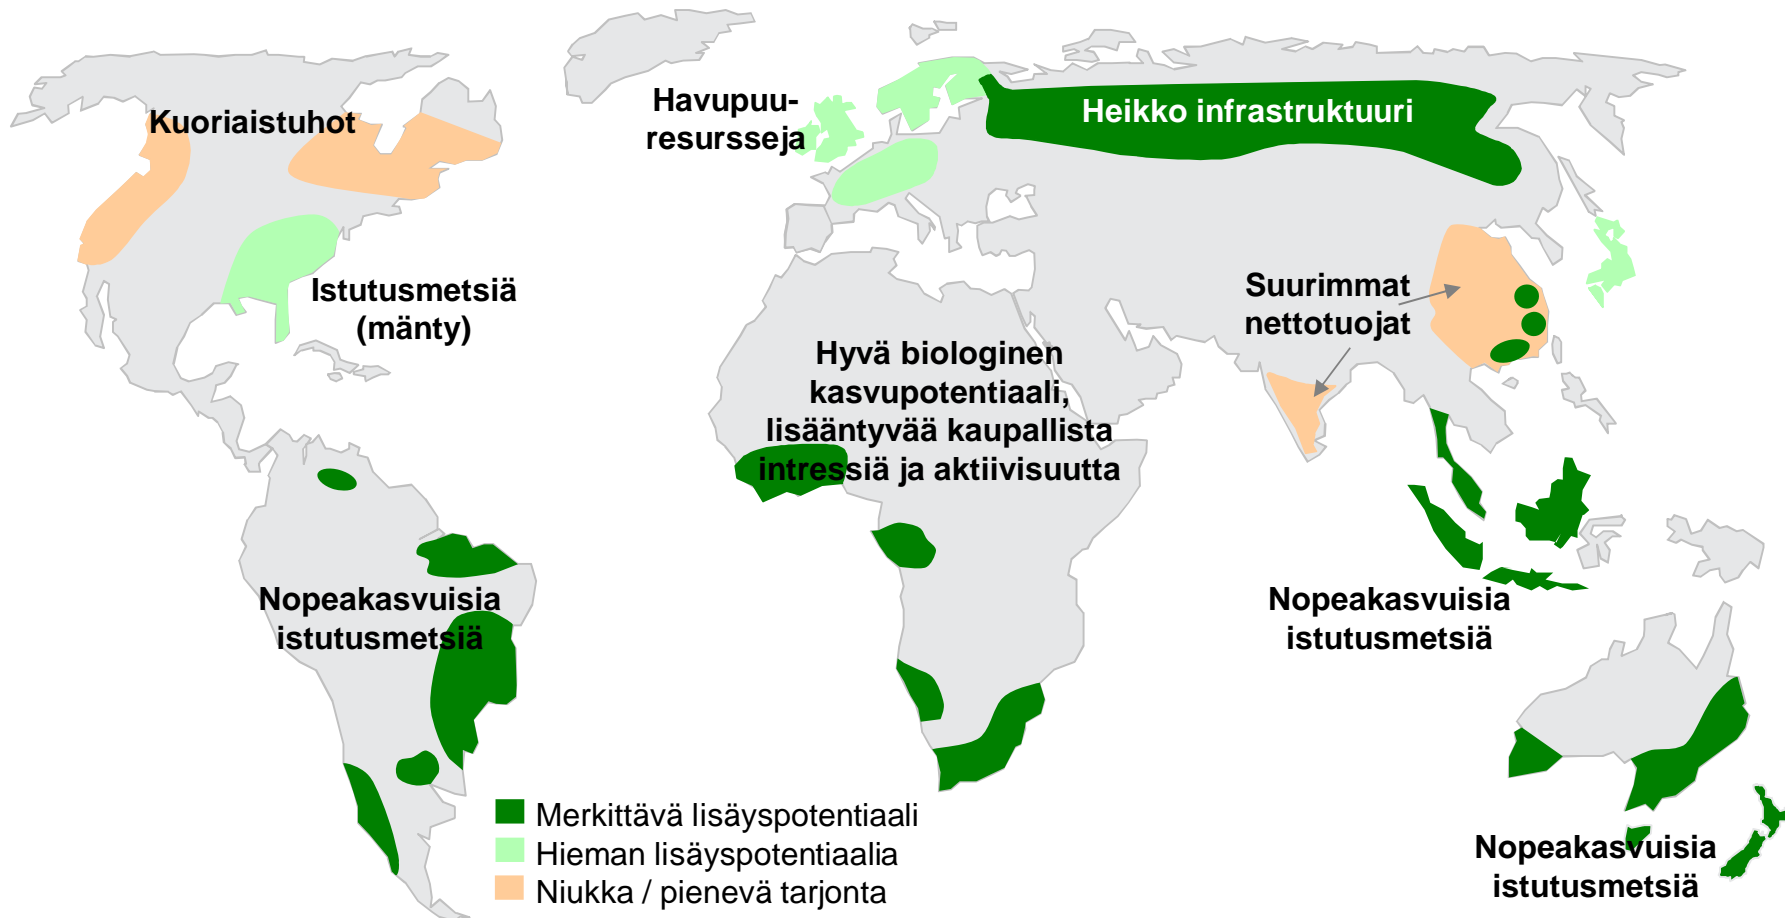 Kuoriaistuhot
Havupuu-
resursseja
Heikko infrastruktuuri
Istutusmetsiä
(mänty)
Suurimmat
nettotuojat
Hyvä biologinen
kasvupotentiaali,
lisääntyvää kaupallista
intressiä ja aktiivisuutta
Nopeakasvuisia
istutusmetsiä
Nopeakasvuisia
istutusmetsiä
Nopeakasvuisia
istutusmetsiä
Merkittävä lisäyspotentiaali
Hieman lisäyspotentiaalia
Niukka / pienevä tarjonta